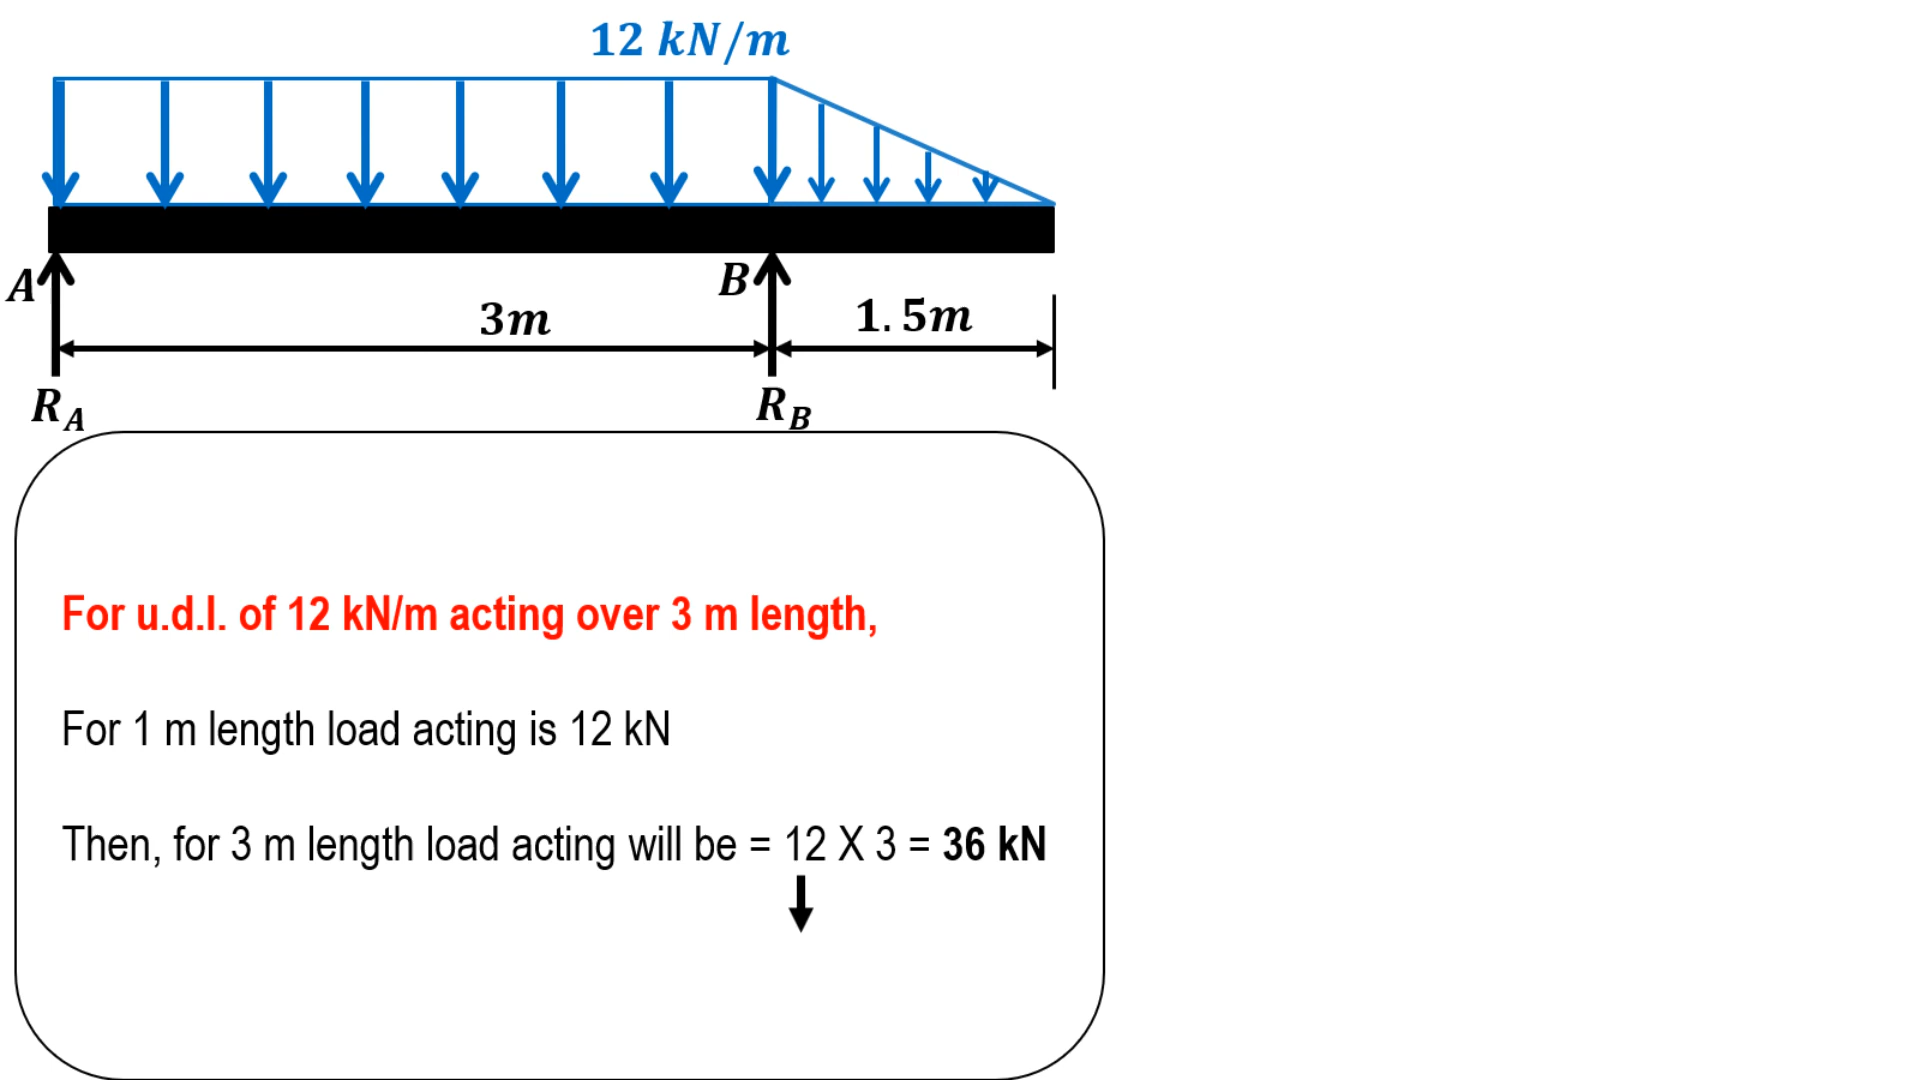 12 kN/m
A
B
3m
1.5m
R_A
R_B
For u.d.l. of 12 kN/m acting over 3 m length,
For 1 m length load acting is 12 kN
Then, for 3 m length load acting will be = 12 X 3 = 36 kN